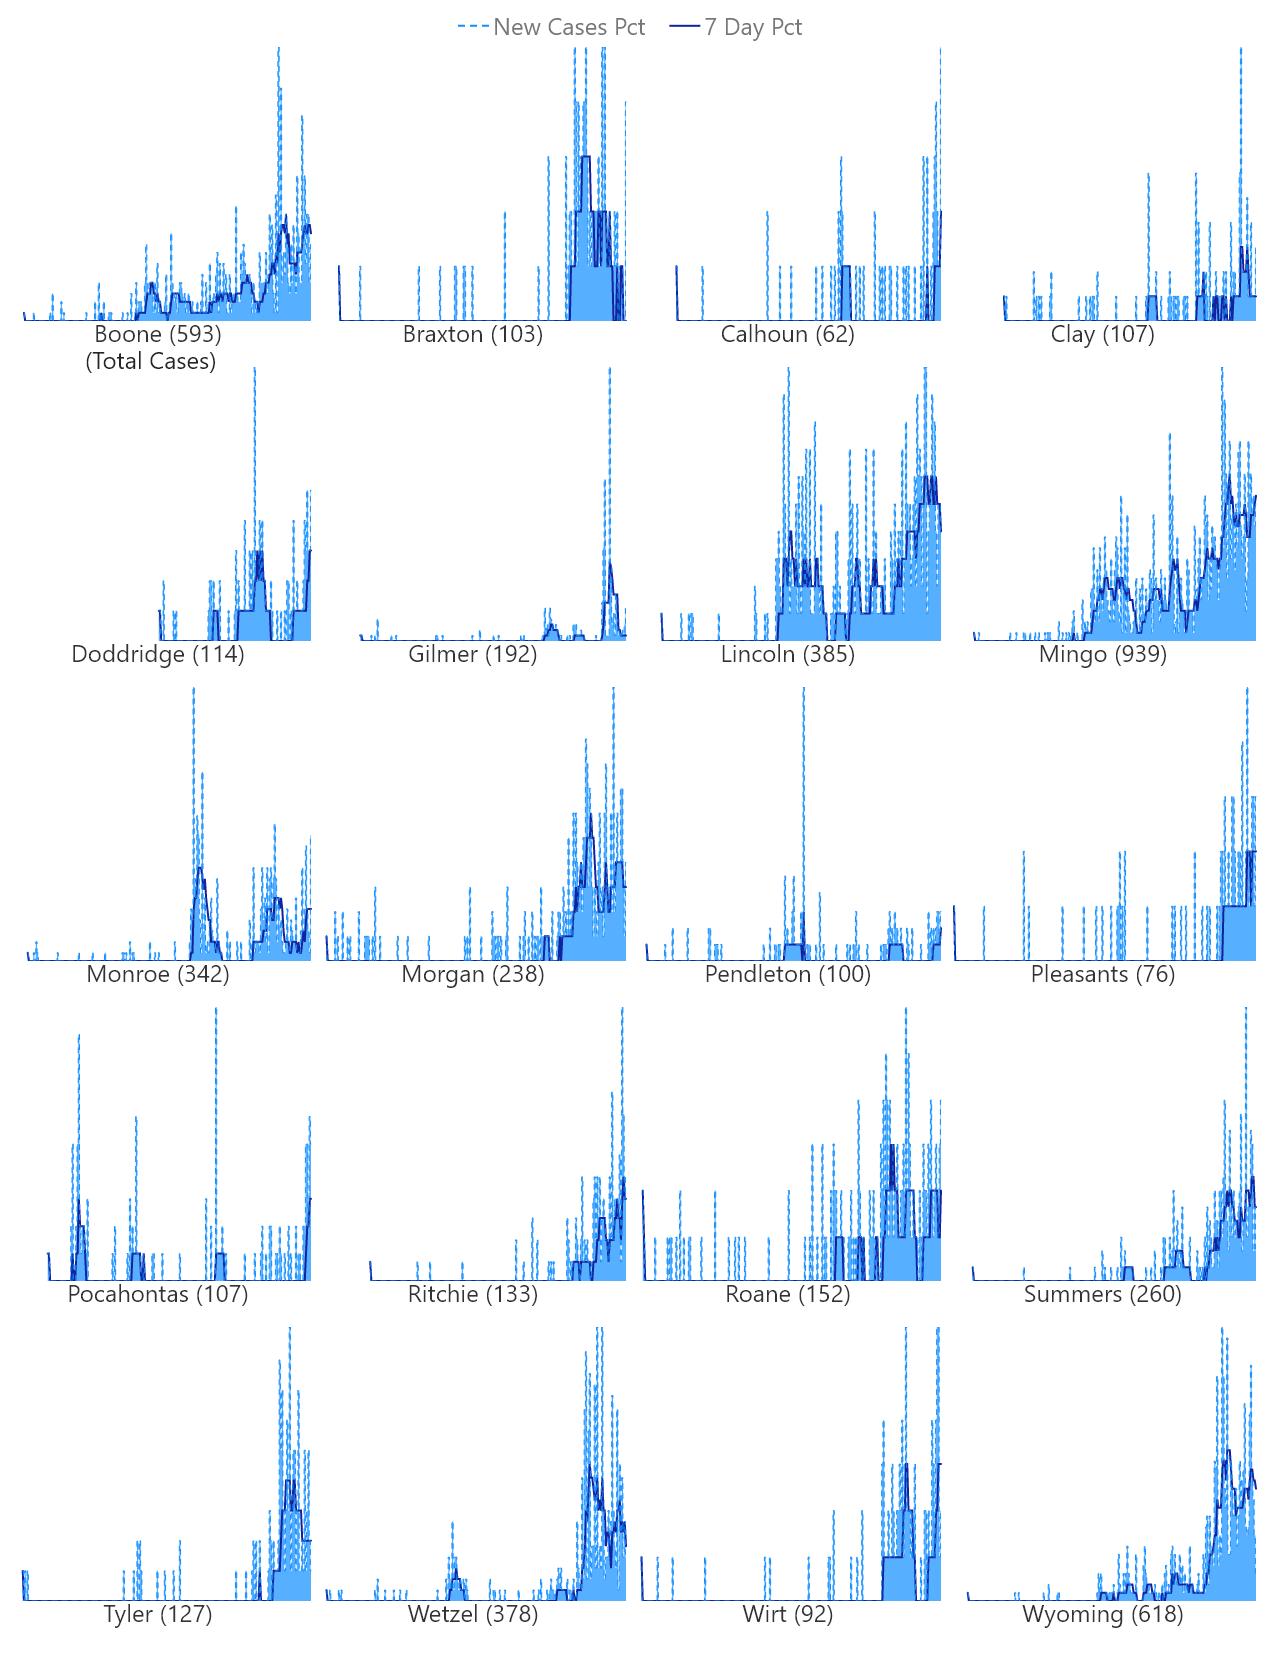 New Cases Pct 7 Day Pct
Boone (593) Braxton (103) Calhoun (62) Clay (107)
(Total Cases)
Doddridge (114) Gilmer (192) Lincoln (385) Mingo (939)
Monroe (342) Morgan (238) Pendleton (100) Pleasants (76)
Pocahontas (107) Ritchie (133) Roane (152) Summers (260)
Tyler (127) Wetzel (378) Wirt (92) Wyoming (618)